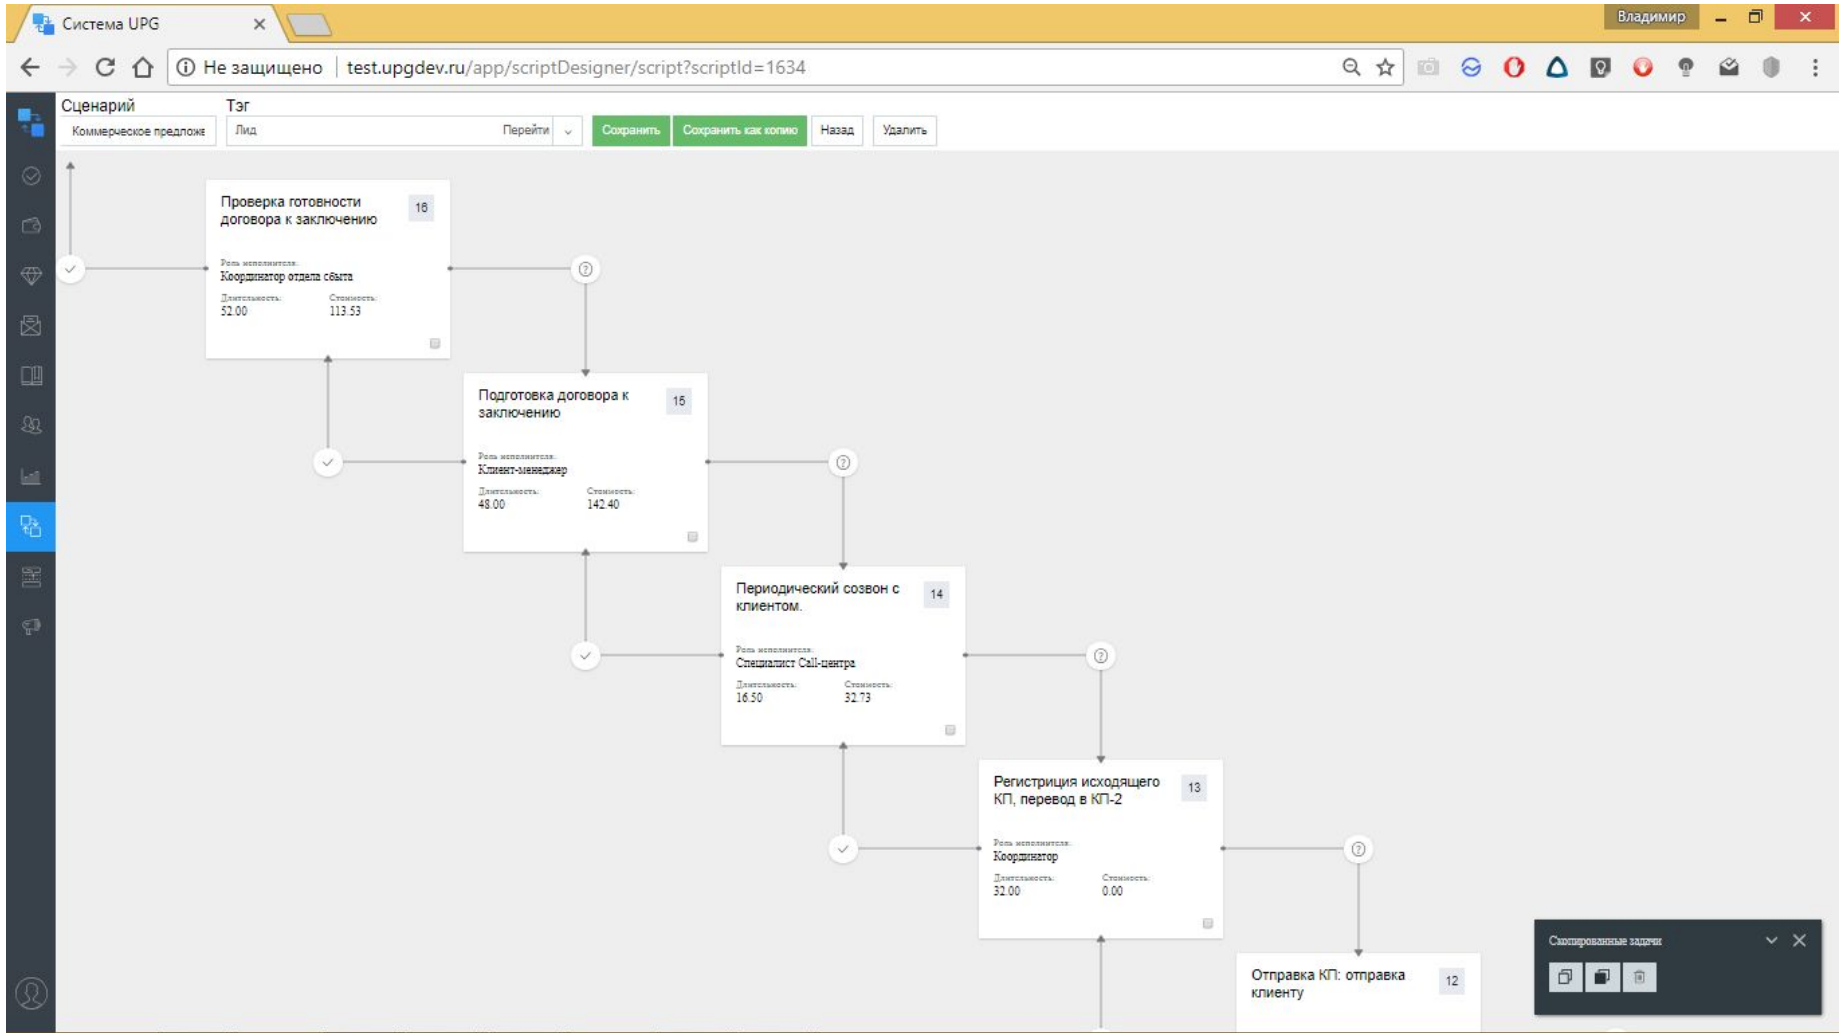 Система UPG
Владимир
Не защищено
test.upgdev.ru/app/scriptDesigner/script?scriptId=1634
Сценарий
Тэг
Коммерческое предложе
Лид
Перейти
Сохранить
Сохранить как копию
Назад
Удалить
Проверка готовности
договора к заключению
16
Роль исполнителя:
Координатор отдела сбыта
Длительность:
Стоимость:
52.00
113.53
Подготовка договора к
заключению
15
Роль исполнителя:
Клиент-менеджер
Длительность:
Стоимость:
48.00
142.40
Периодический созвон с
клиентом.
14
Роль исполнителя:
Специалист Call-центра
Длительность:
Стоимость:
16.50
32.73
Регистриция исходящего
КП, перевод в КП-2
13
Роль исполнителя:
Координатор
Длительность:
Стоимость:
32.00
0.00
Отправка КП: отправка
клиенту
12
Скопированные задачи